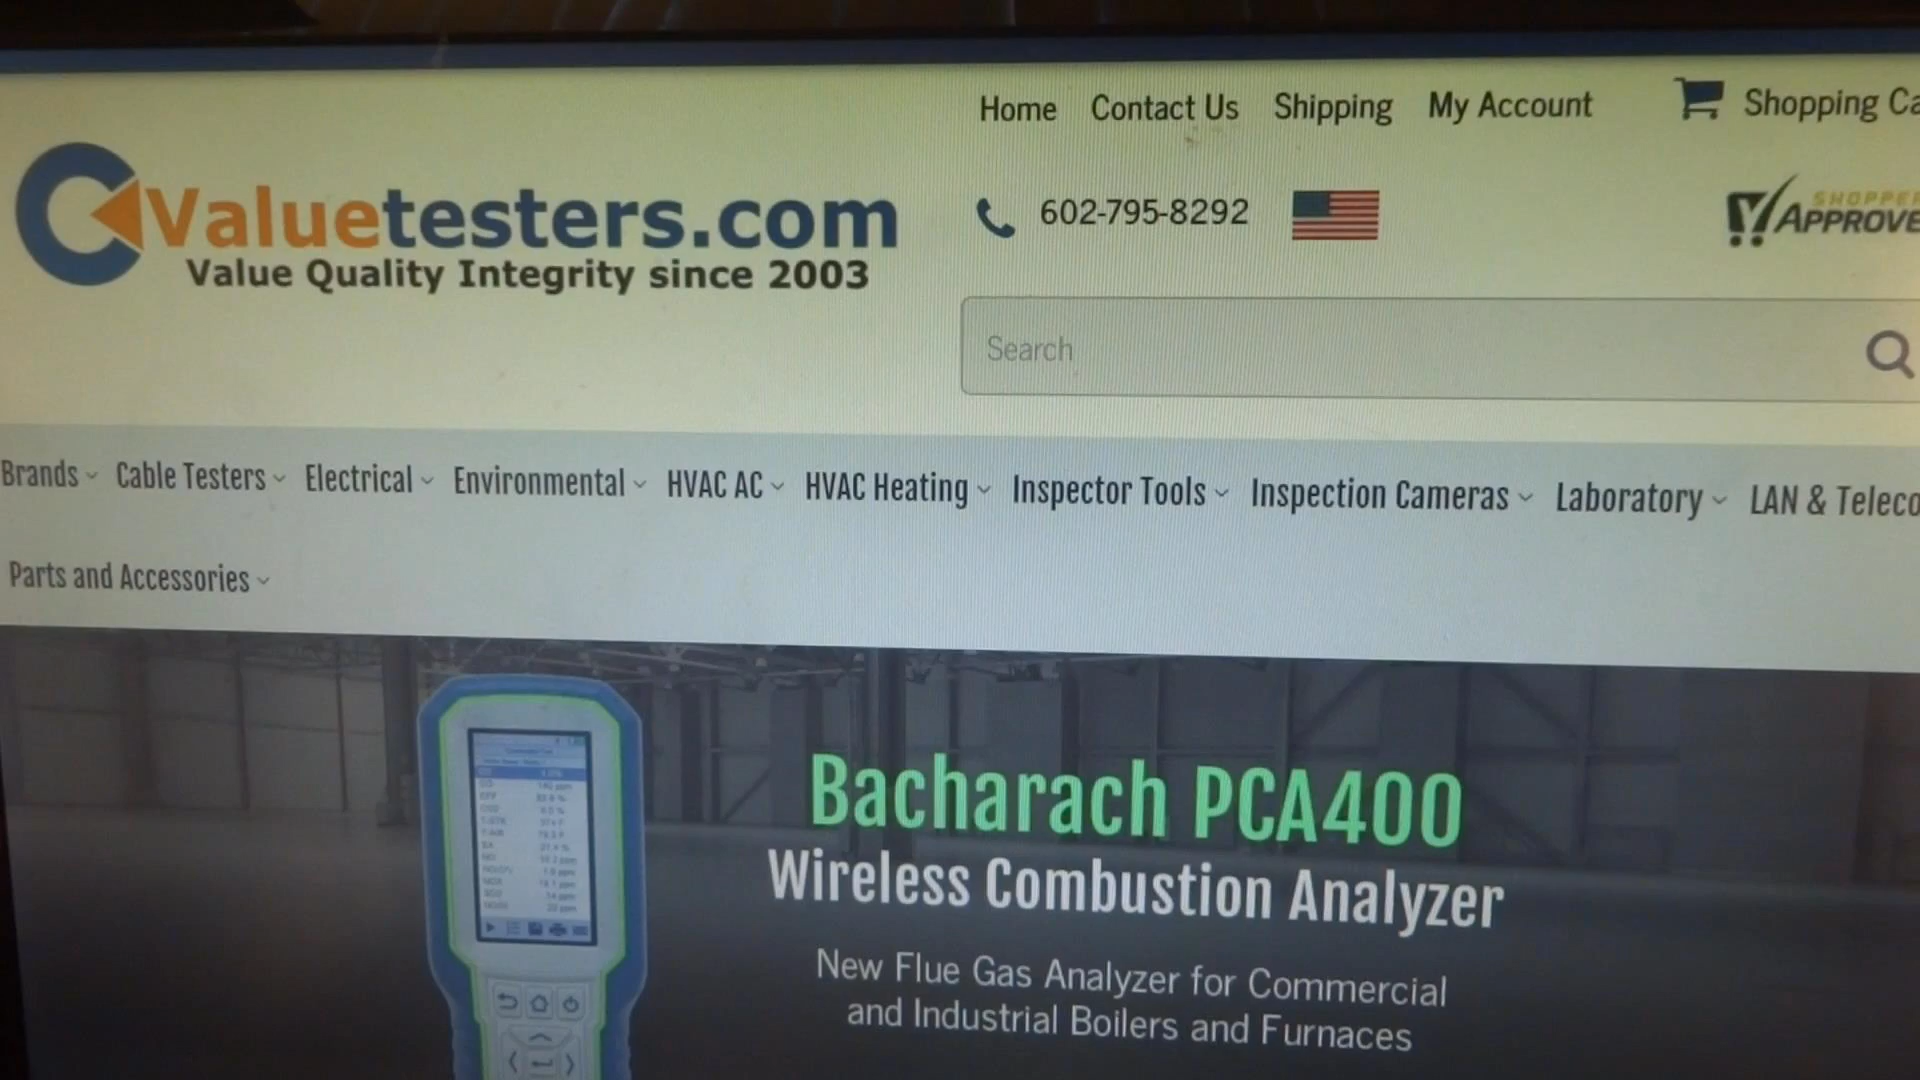 Home Contact Us Shipping My Account Shopping Ca
Valuetesters.com
Value Quality Integrity since 2003
602-795-8292
SHOPPER
APPROVE
Search
Brands Cable Testers Electrical Environmental HVAC AC HVAC Heating Inspector Tools Inspection Cameras Laboratory LAN & Teleco
Parts and Accessories
Bacharach PCA400
Wireless Combustion Analyzer
New Flue Gas Analyzer for Commercial
and Industrial Boilers and Furnaces